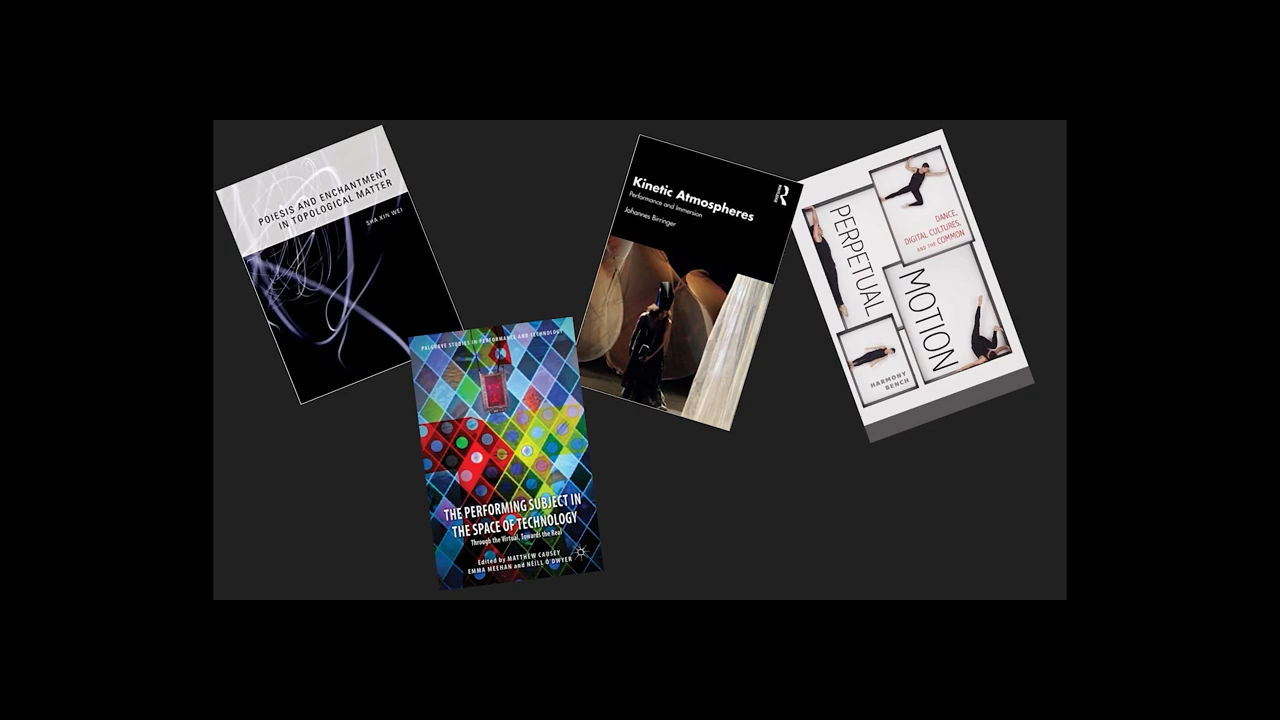 POIESIS AND ENCHANTMENT
IN TOPOLOGICAL MATTER
SHA XIN WEI
PALGRAVE STUDIES IN PERFORMANCE AND TECHNOLOGY
THE PERFORMING SUBJECT IN
THE SPACE OF TECHNOLOGY
Through the Virtual, Towards the Real
Edited by MATTHEW CAUSEY
EMMA MEEHAN and NÉILL O'DWYER
Kinetic Atmospheres
Performance and Immersion
Johannes Birringer
ROUTLEDGE
PERPETUAL
MOTION
DANCE,
DIGITAL CULTURES,
AND THE COMMON
HARMONY
BENCH